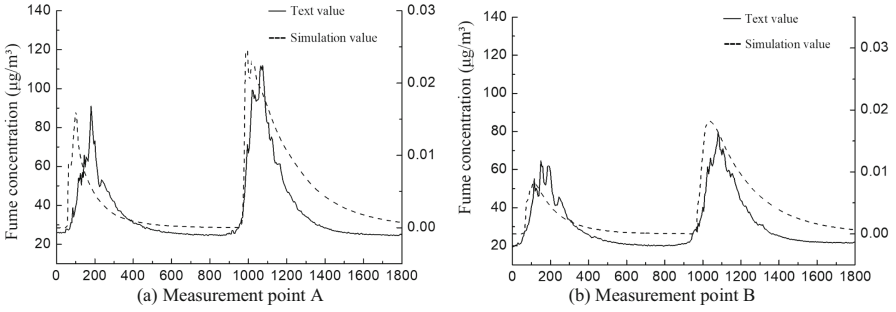 Text value
Simulation value
Fume concentration (μg/m³)
140
120
100
80
60
40
20
0.03
0.02
0.01
0.00
0 200 400 600 800 1000 1200 1400 1600 1800
(a) Measurement point A
Text value
Simulation value
Fume concentration (μg/m³)
140
120
100
80
60
40
20
0.03
0.02
0.01
0.00
0 200 400 600 800 1000 1200 1400 1600 1800
(b) Measurement point B